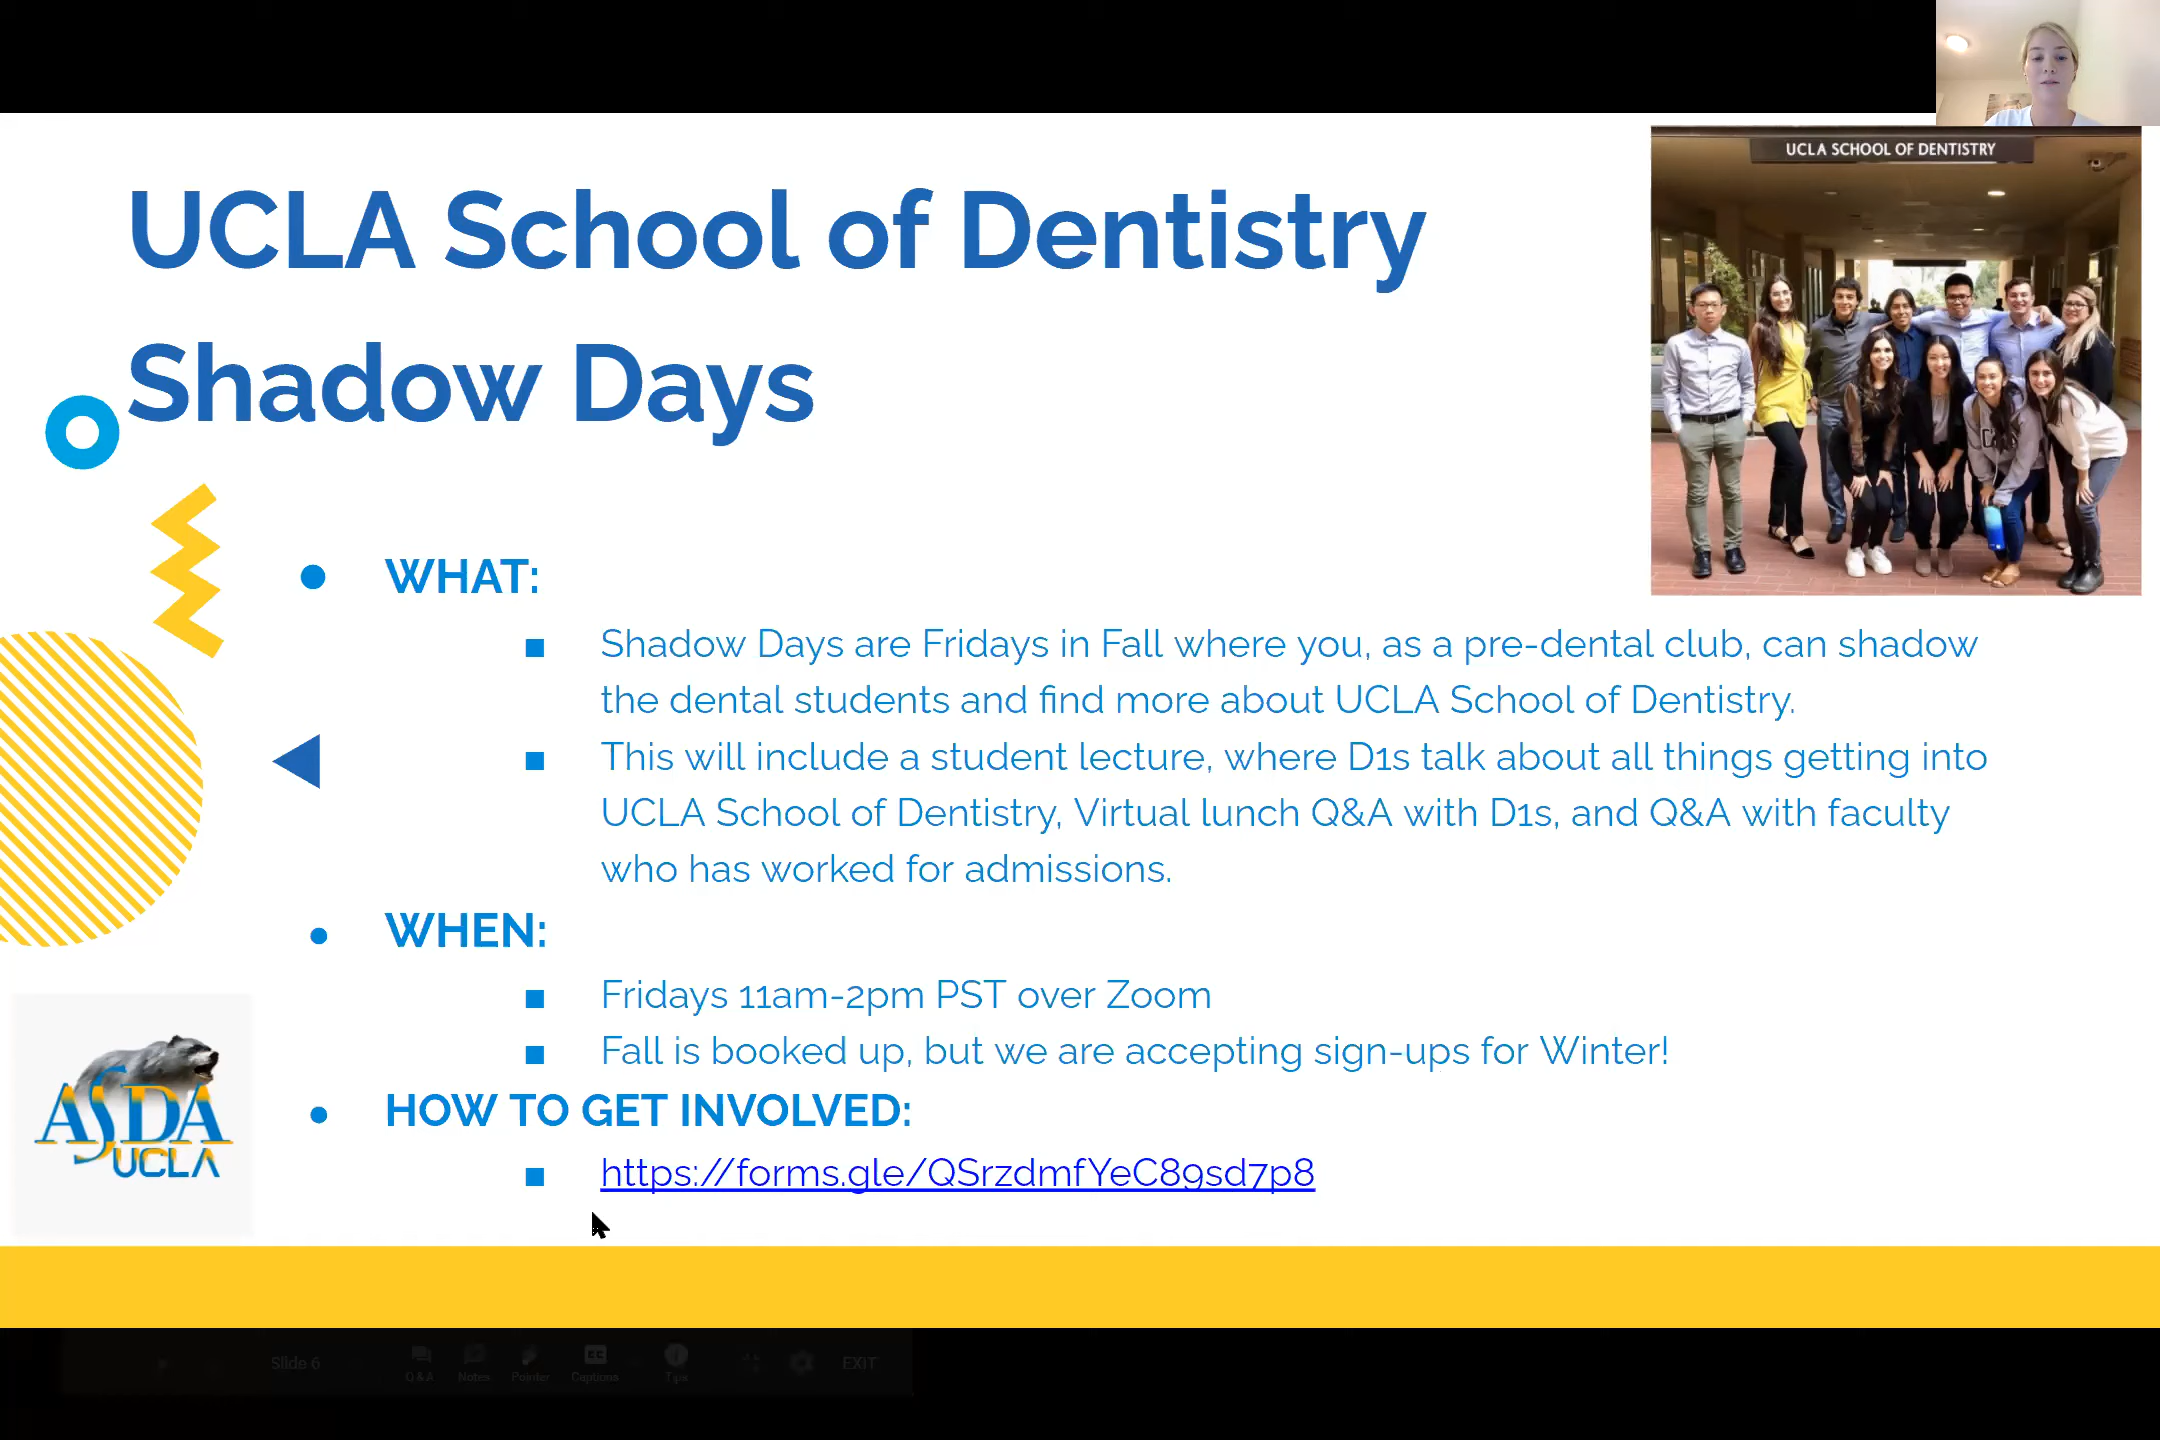 UCLA SCHOOL OF DENTISTRY
UCLA School of Dentistry
Shadow Days
WHAT:
Shadow Days are Fridays in Fall where you, as a pre-dental club, can shadow
the dental students and find more about UCLA School of Dentistry.
This will include a student lecture, where D1s talk about all things getting into
UCLA School of Dentistry, Virtual lunch Q&A with D1s, and Q&A with faculty
who has worked for admissions.
WHEN:
Fridays 11am-2pm PST over Zoom
Fall is booked up, but we are accepting sign-ups for Winter!
HOW TO GET INVOLVED:
https://forms.gle/QSrzdmfYeC89sd7p8
ASDA
UCLA
Slide 6
Q&A
Notes
Pointer
Captions
Tips
EXIT